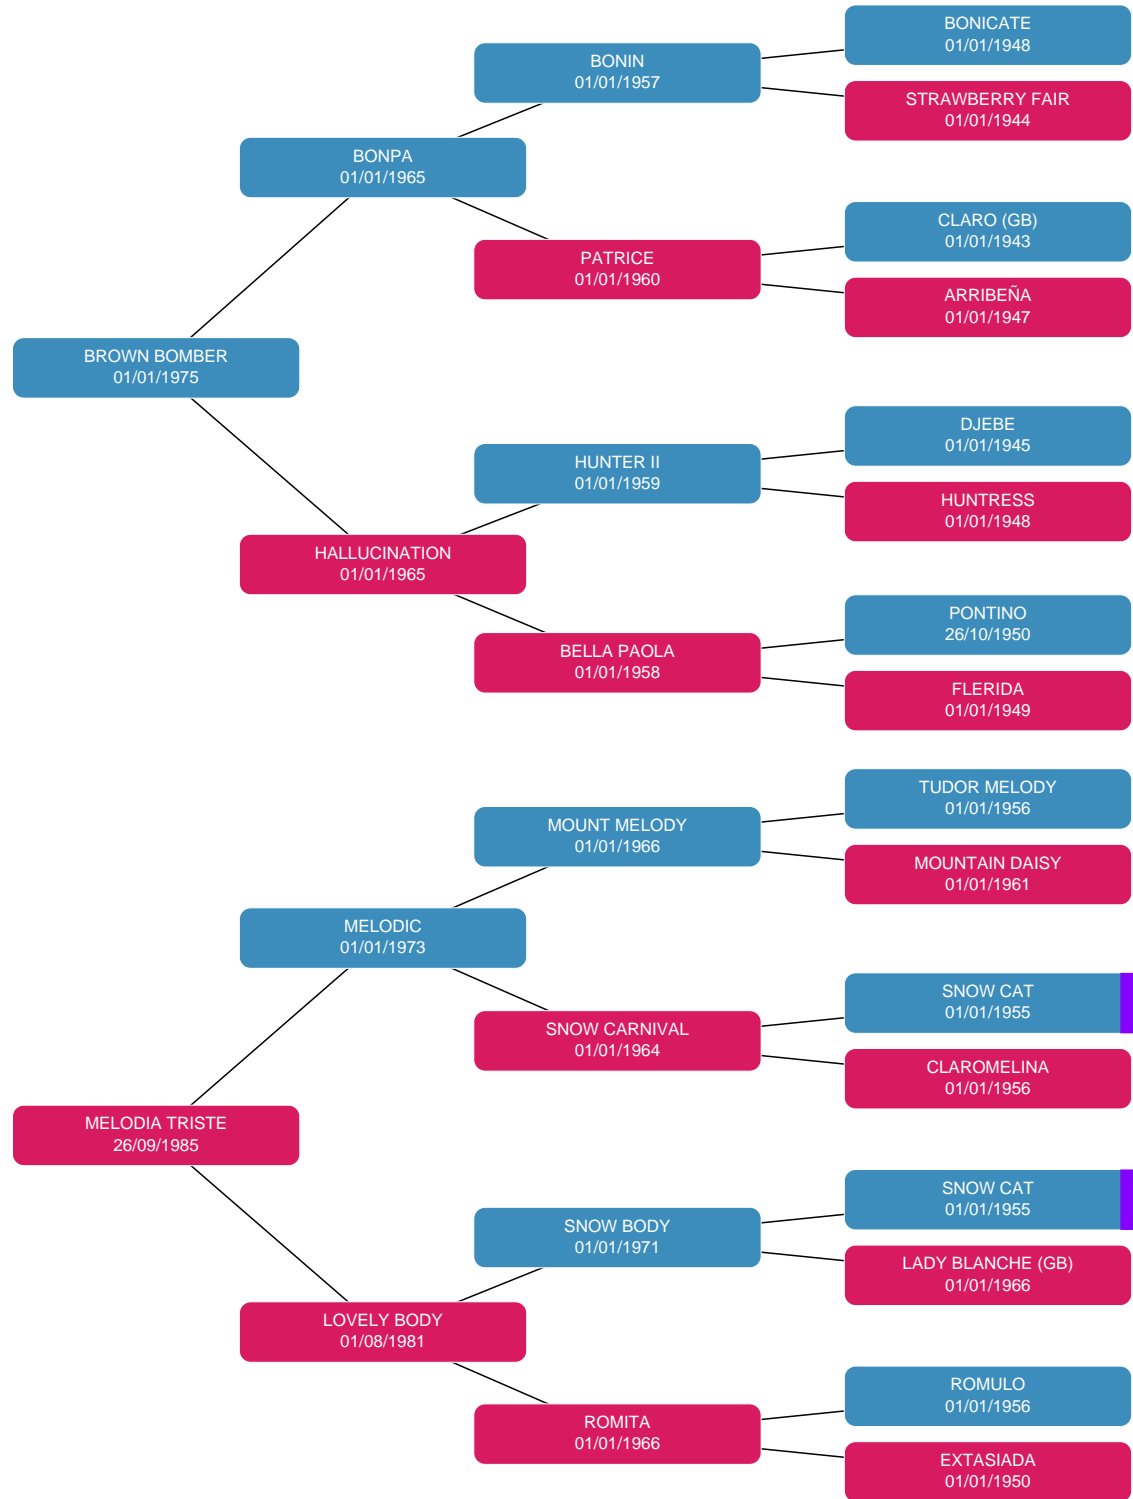 BONICATE
01/01/1948
BONIN
01/01/1957
STRAWBERRY FAIR
01/01/1944
BONPA
01/01/1965
CLARO (GB)
01/01/1943
PATRICE
01/01/1960
ARRIBEÑA
01/01/1947
BROWN BOMBER
01/01/1975
DJEBE
01/01/1945
HUNTER II
01/01/1959
HUNTRESS
01/01/1948
HALLUCINATION
01/01/1965
PONTINO
26/10/1950
BELLA PAOLA
01/01/1958
FLERIDA
01/01/1949
TUDOR MELODY
01/01/1956
MOUNT MELODY
01/01/1966
MOUNTAIN DAISY
01/01/1961
MELODIC
01/01/1973
SNOW CAT
01/01/1955
SNOW CARNIVAL
01/01/1964
CLAROMELINA
01/01/1956
MELODIA TRISTE
26/09/1985
SNOW CAT
01/01/1955
SNOW BODY
01/01/1971
LADY BLANCHE (GB)
01/01/1966
LOVELY BODY
01/08/1981
ROMULO
01/01/1956
ROMITA
01/01/1966
EXTASIADA
01/01/1950